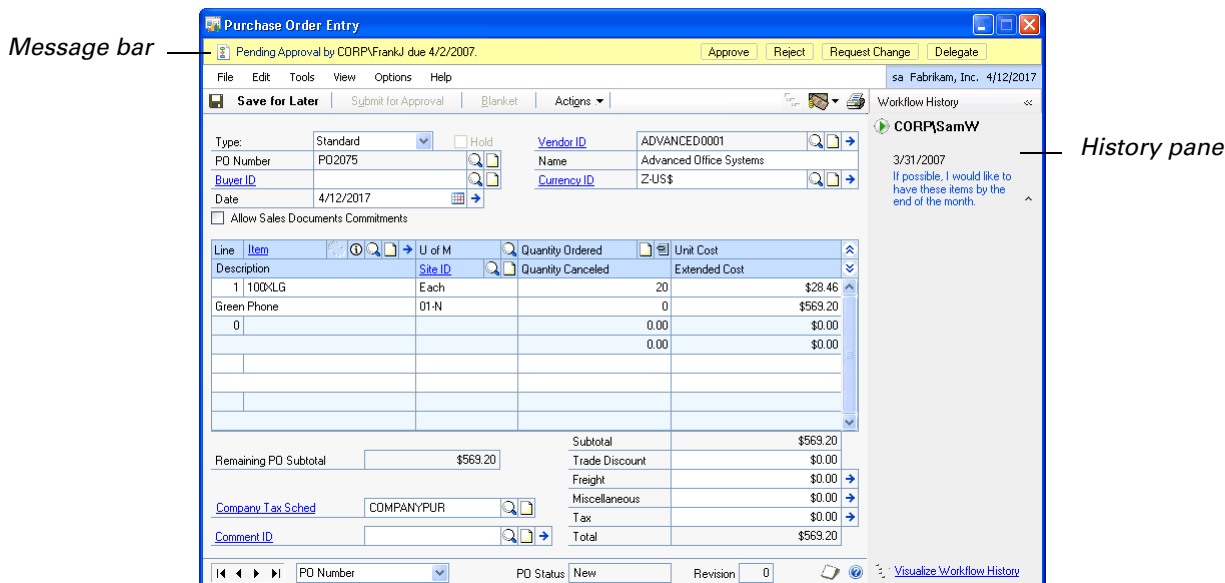 Purchase Order Entry
Message bar
Pending Approval by CORP\FrankJ due 4/2/2007.
Approve Reject Request Change Delegate
File Edit Tools View Options Help
sa Fabrikam, Inc. 4/12/2017
Save for Later Submit for Approval Blanket Actions
Workflow History
CORP\SamW
3/31/2007
If possible, I would like to
have these items by the
end of the month.
History pane
Type: Standard Hold Vendor ID ADVANCED0001
PO Number PO2075 Name Advanced Office Systems
Buyer ID Currency ID Z-US$
Date 4/12/2017
Allow Sales Documents Commitments
Line Item U of M Quantity Ordered Unit Cost
Description Site ID Quantity Canceled Extended Cost
1 100XLG Each 20 $28.46
Green Phone 01-N 0 $569.20
0 0.00 $0.00
0.00 $0.00
Subtotal $569.20
Remaining PO Subtotal $569.20 Trade Discount $0.00
Freight $0.00
Miscellaneous $0.00
Company Tax Sched COMPANYPUR
Tax $0.00
Comment ID Total $569.20
PO Number PO Status New Revision 0
Visualize Workflow History